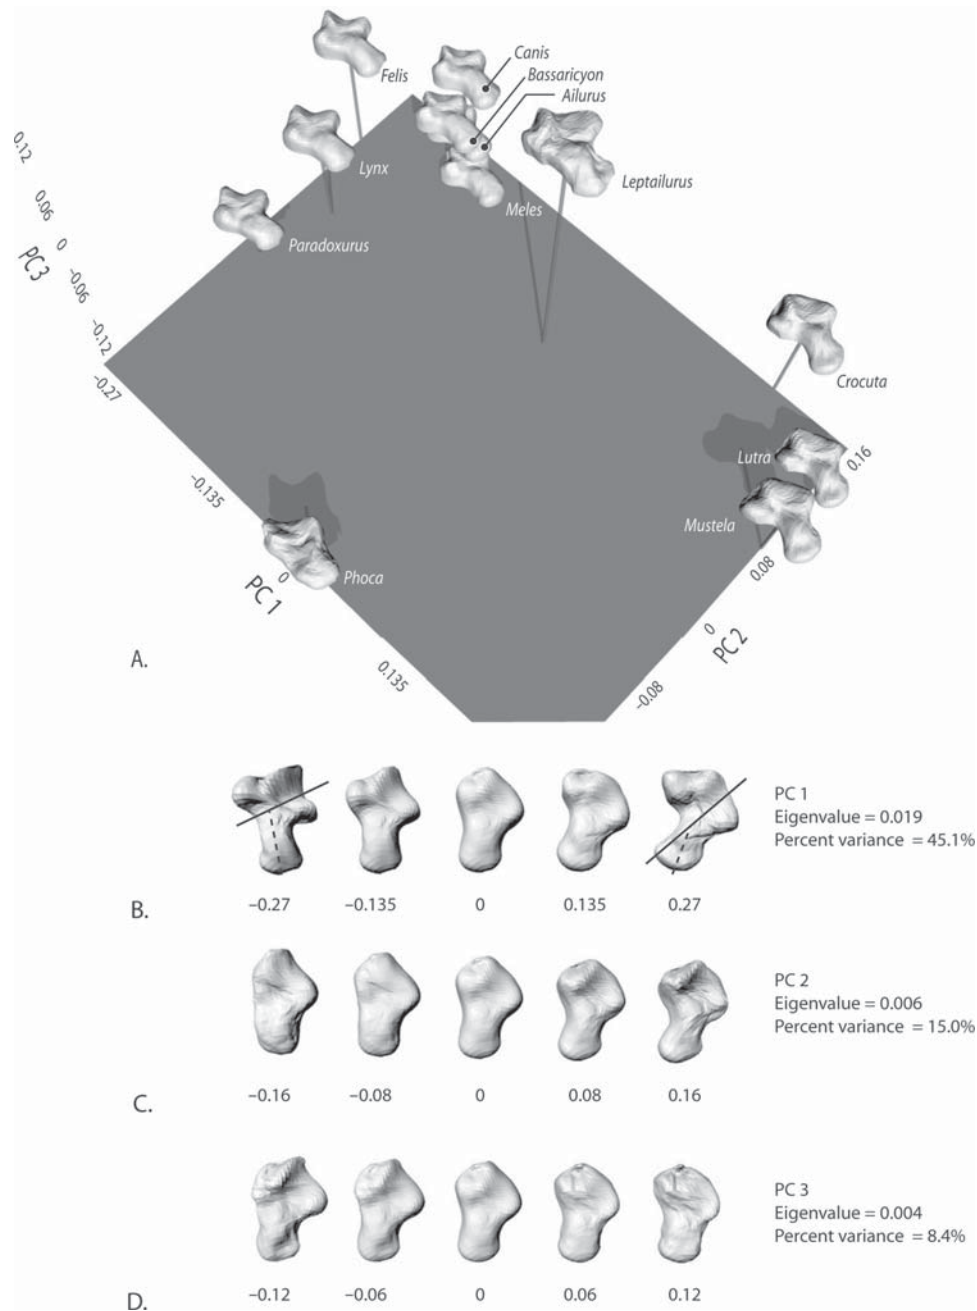 Canis
Bassaricyon
Ailurus
Felis
Lynx
Leptailurus
Meles
Paradoxurus
0.12
0.06
0
−0.06
−0.12
PC3
−0.27
−0.135
0
PC 1
0.135
Crocuta
Lutra
0.16
Mustela
0.08
0
PC 2
−0.08
Phoca
A.
PC 1
Eigenvalue = 0.019
Percent variance = 45.1%
B.
−0.27 −0.135 0 0.135 0.27
PC 2
Eigenvalue = 0.006
Percent variance = 15.0%
C.
−0.16 −0.08 0 0.08 0.16
PC 3
Eigenvalue = 0.004
Percent variance = 8.4%
D.
−0.12 −0.06 0 0.06 0.12